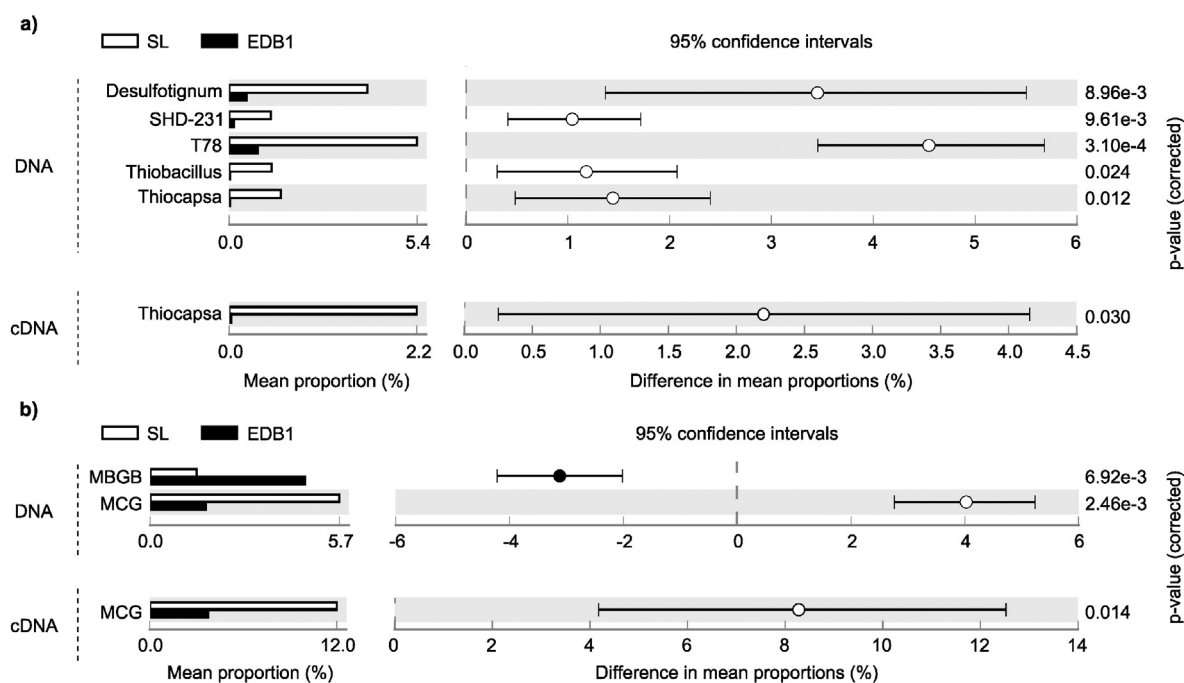 a)
SL EDB1 95% confidence intervals
DNA
Desulfotignum 8.96e-3
SHD-231 9.61e-3
T78 3.10e-4
Thiobacillus 0.024
Thiocapsa 0.012
0.0 5.4 0 1 2 3 4 5 6
p-value (corrected)
cDNA
Thiocapsa 0.030
0.0 2.2 0.0 0.5 1.0 1.5 2.0 2.5 3.0 3.5 4.0 4.5
Mean proportion (%) Difference in mean proportions (%)
b)
SL EDB1 95% confidence intervals
DNA
MBGB 6.92e-3
MCG 2.46e-3
0.0 5.7 -6 -4 -2 0 2 4 6
p-value (corrected)
cDNA
MCG 0.014
0.0 12.0 0 2 4 6 8 10 12 14
Mean proportion (%) Difference in mean proportions (%)